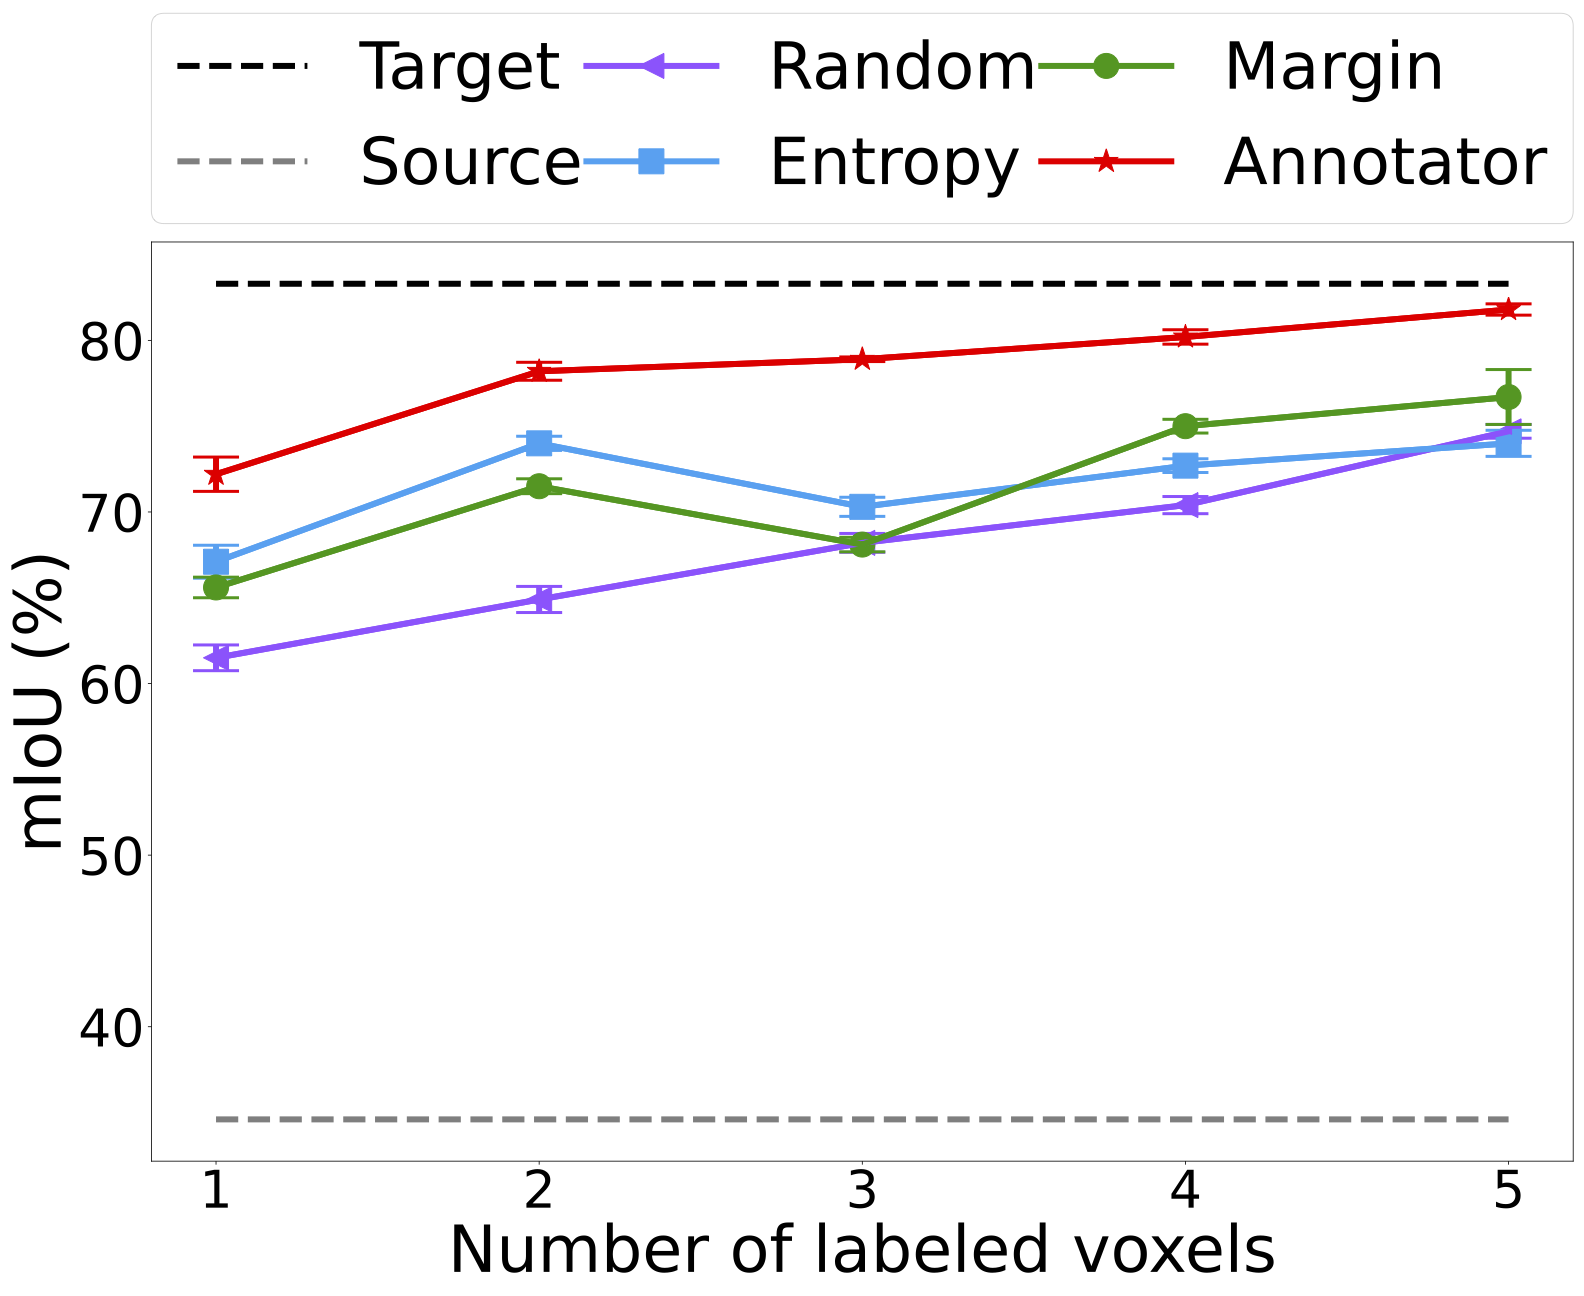 Target Random Margin
Source Entropy Annotator
80
70
60
50
40
mIoU (%)
1 2 3 4 5
Number of labeled voxels